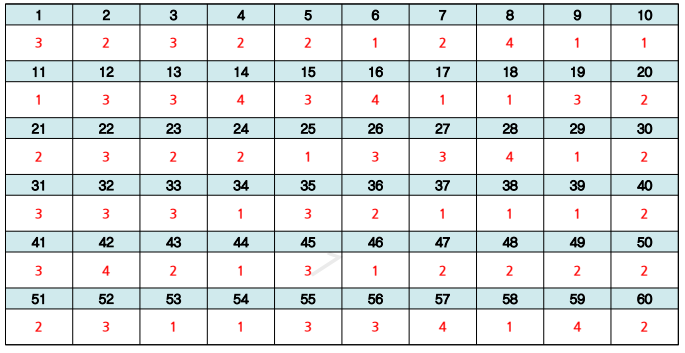 1 2 3 4 5 6 7 8 9 10
3 2 3 2 2 1 2 4 1 1
11 12 13 14 15 16 17 18 19 20
1 3 3 4 3 4 1 1 3 2
21 22 23 24 25 26 27 28 29 30
2 3 2 2 1 3 3 4 1 2
31 32 33 34 35 36 37 38 39 40
3 3 3 1 3 2 1 1 1 2
41 42 43 44 45 46 47 48 49 50
3 4 2 1 3 1 2 2 2 2
51 52 53 54 55 56 57 58 59 60
2 3 1 1 3 3 4 1 4 2